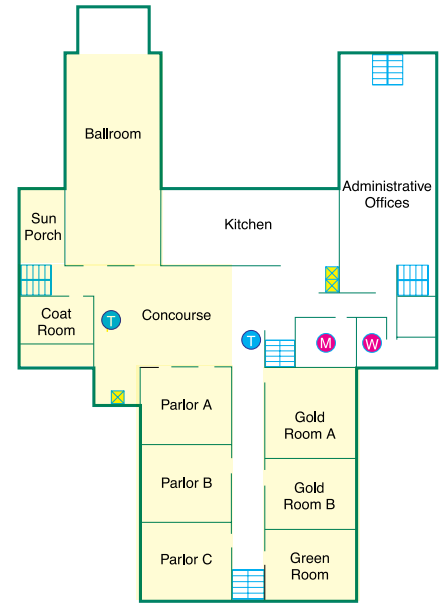 Ballroom
Administrative
Offices
Sun
Porch
Kitchen
Coat
Room
T
Concourse
T
M
W
Parlor A
Gold
Room A
Parlor B
Gold
Room B
Parlor C
Green
Room